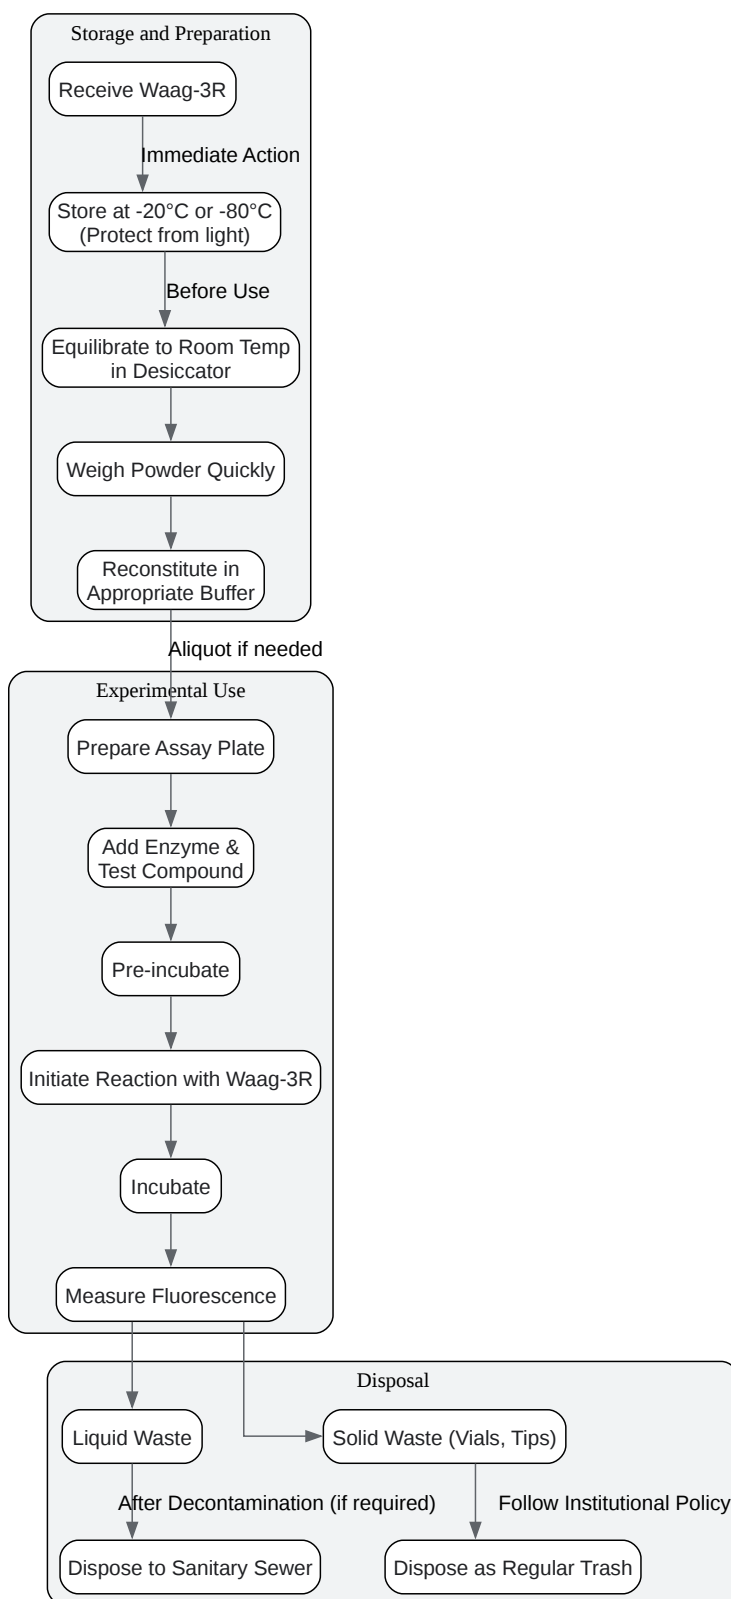 Storage and Preparation
Receive Waag-3R
Immediate Action
Store at -20°C or -80°C
(Protect from light)
Before Use
Equilibrate to Room Temp
in Desiccator
Weigh Powder Quickly
Reconstitute in
Appropriate Buffer
Aliquot if needed
Experimental Use
Prepare Assay Plate
Add Enzyme &
Test Compound
Pre-incubate
Initiate Reaction with Waag-3R
Incubate
Measure Fluorescence
Disposal
Liquid Waste
Solid Waste (Vials, Tips)
After Decontamination (if required)
Follow Institutional Policy
Dispose to Sanitary Sewer
Dispose as Regular Trash